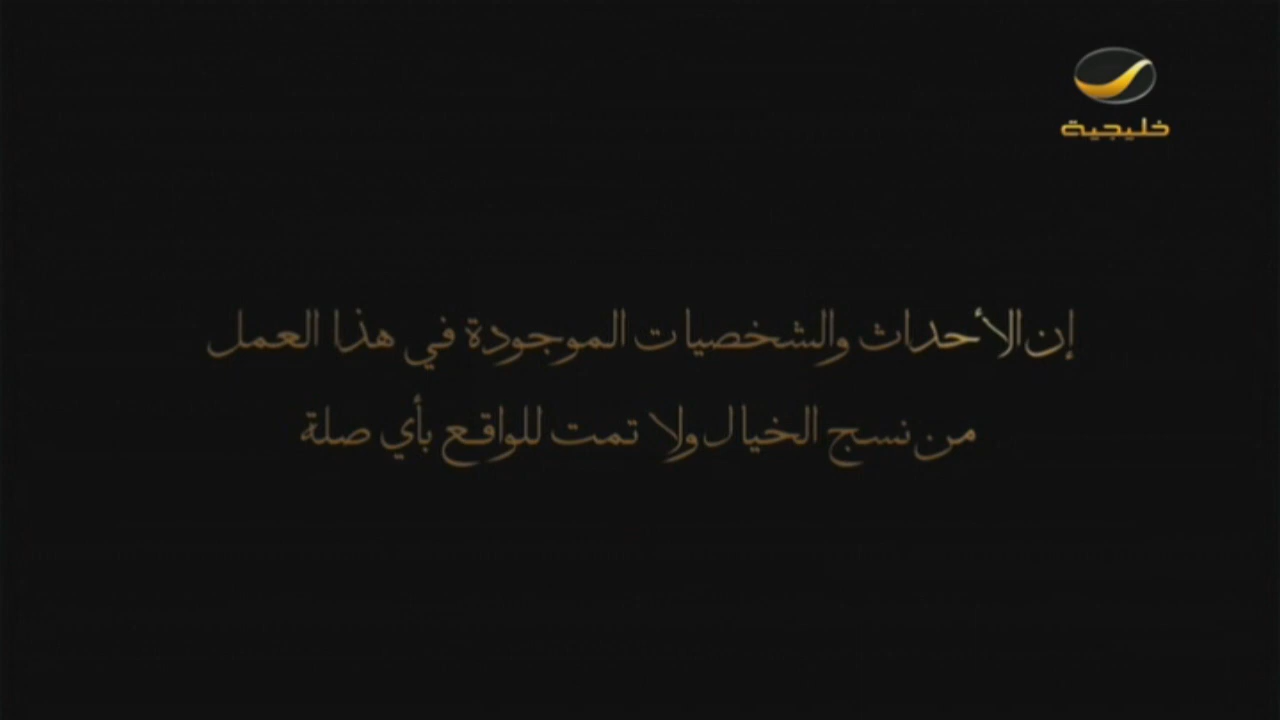 خليجية
إن الأحداث والشخصيات الموجودة في هذا العمل
من نسج الخيال ولا تمت للواقع بأي صلة